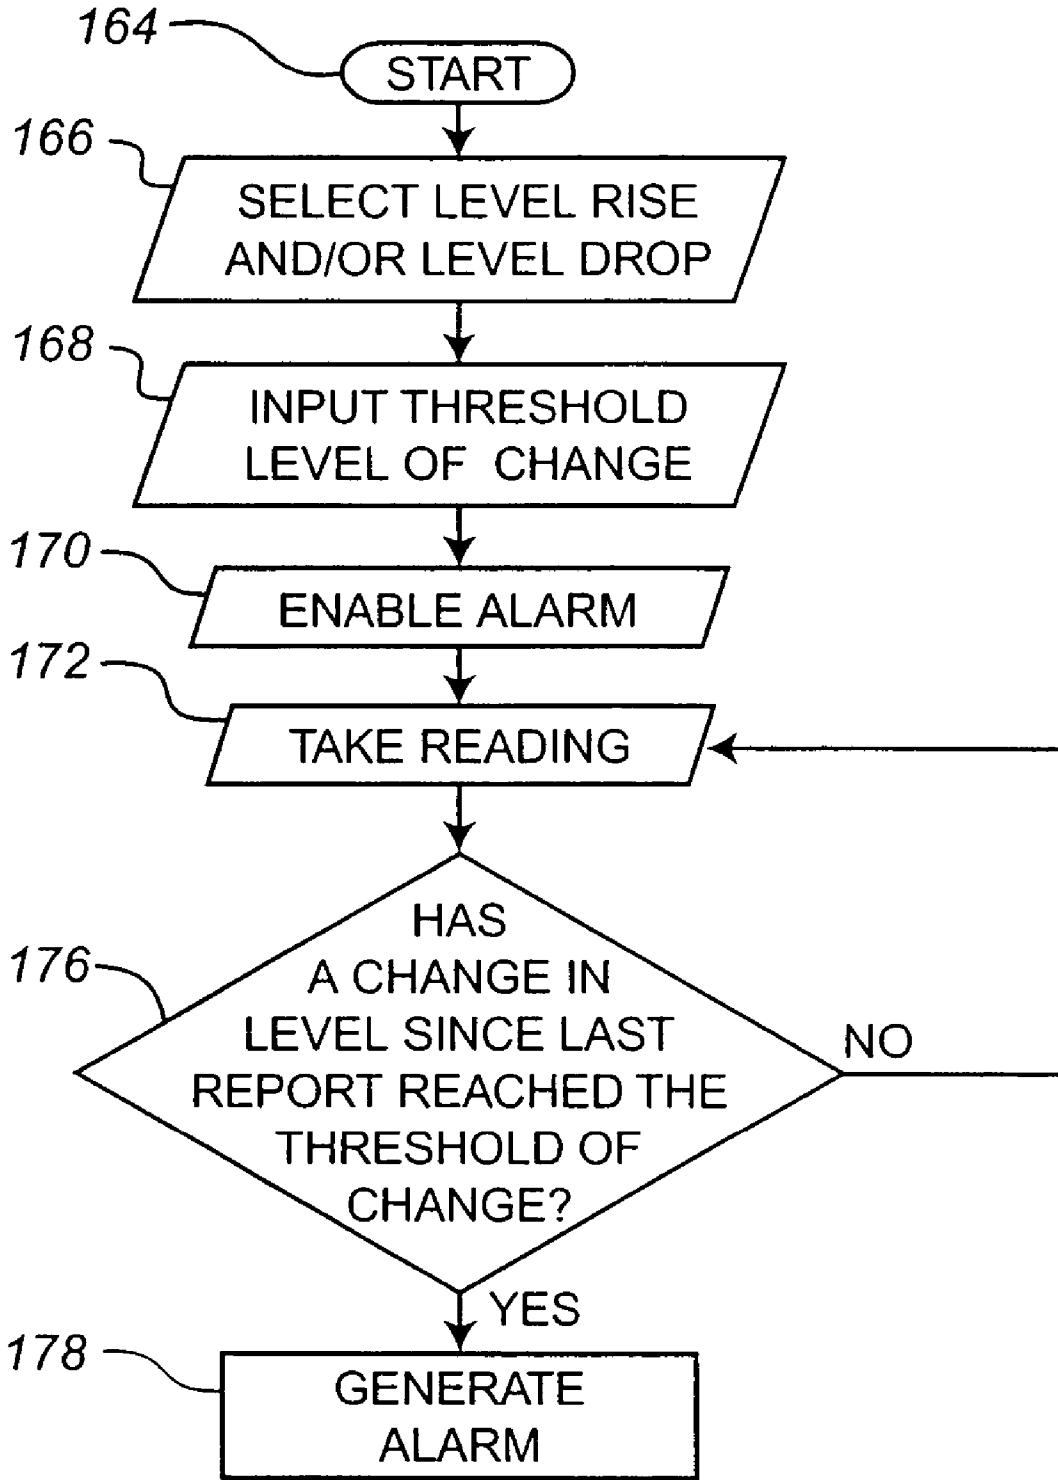 164
START
166
SELECT LEVEL RISE
AND/OR LEVEL DROP
168
INPUT THRESHOLD
LEVEL OF CHANGE
170
ENABLE ALARM
172
TAKE READING
176
HAS
A CHANGE IN
LEVEL SINCE LAST
REPORT REACHED THE
THRESHOLD OF
CHANGE?
NO
YES
178
GENERATE
ALARM